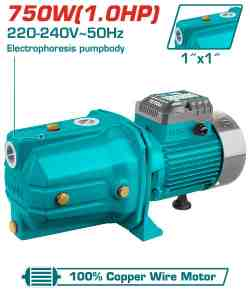 750W(1.0HP)
220-240V~50Hz
Electrophoresis pumpbody
1"x1"
100% Copper Wire Motor